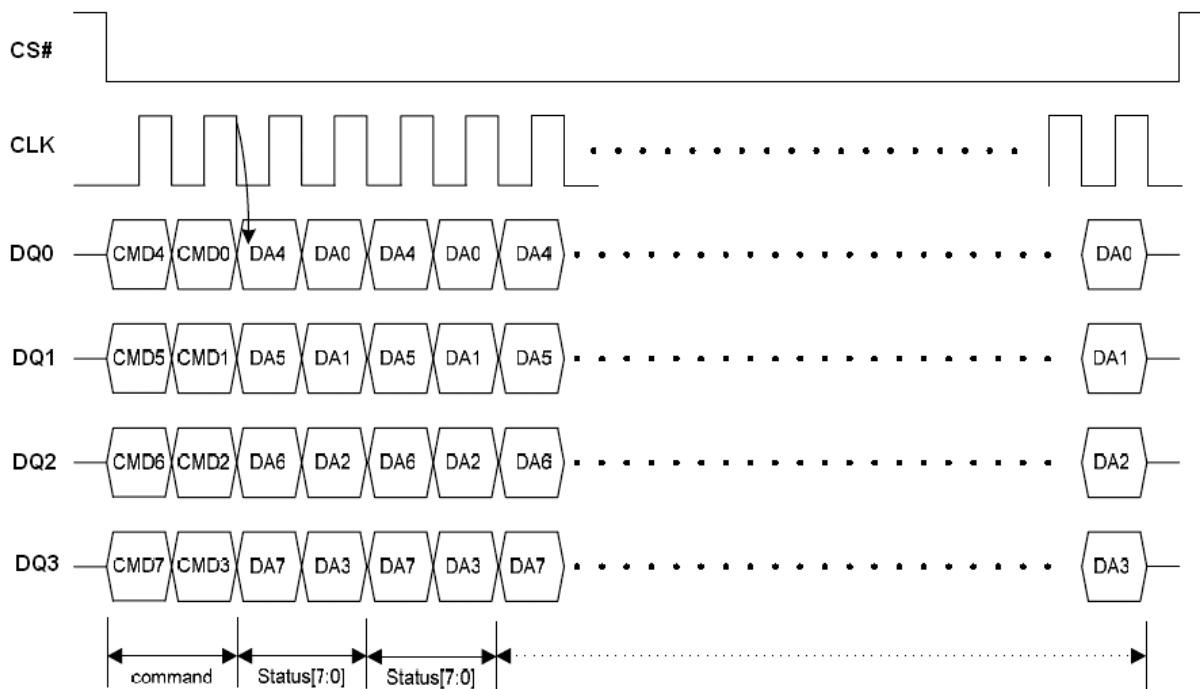 CS#
CLK
DQ0 CMD4 CMD0 DA4 DA0 DA4 DA0 DA4 DA0
DQ1 CMD5 CMD1 DA5 DA1 DA5 DA1 DA5 DA1
DQ2 CMD6 CMD2 DA6 DA2 DA6 DA2 DA6 DA2
DQ3 CMD7 CMD3 DA7 DA3 DA7 DA3 DA7 DA3
command Status[7:0] Status[7:0]